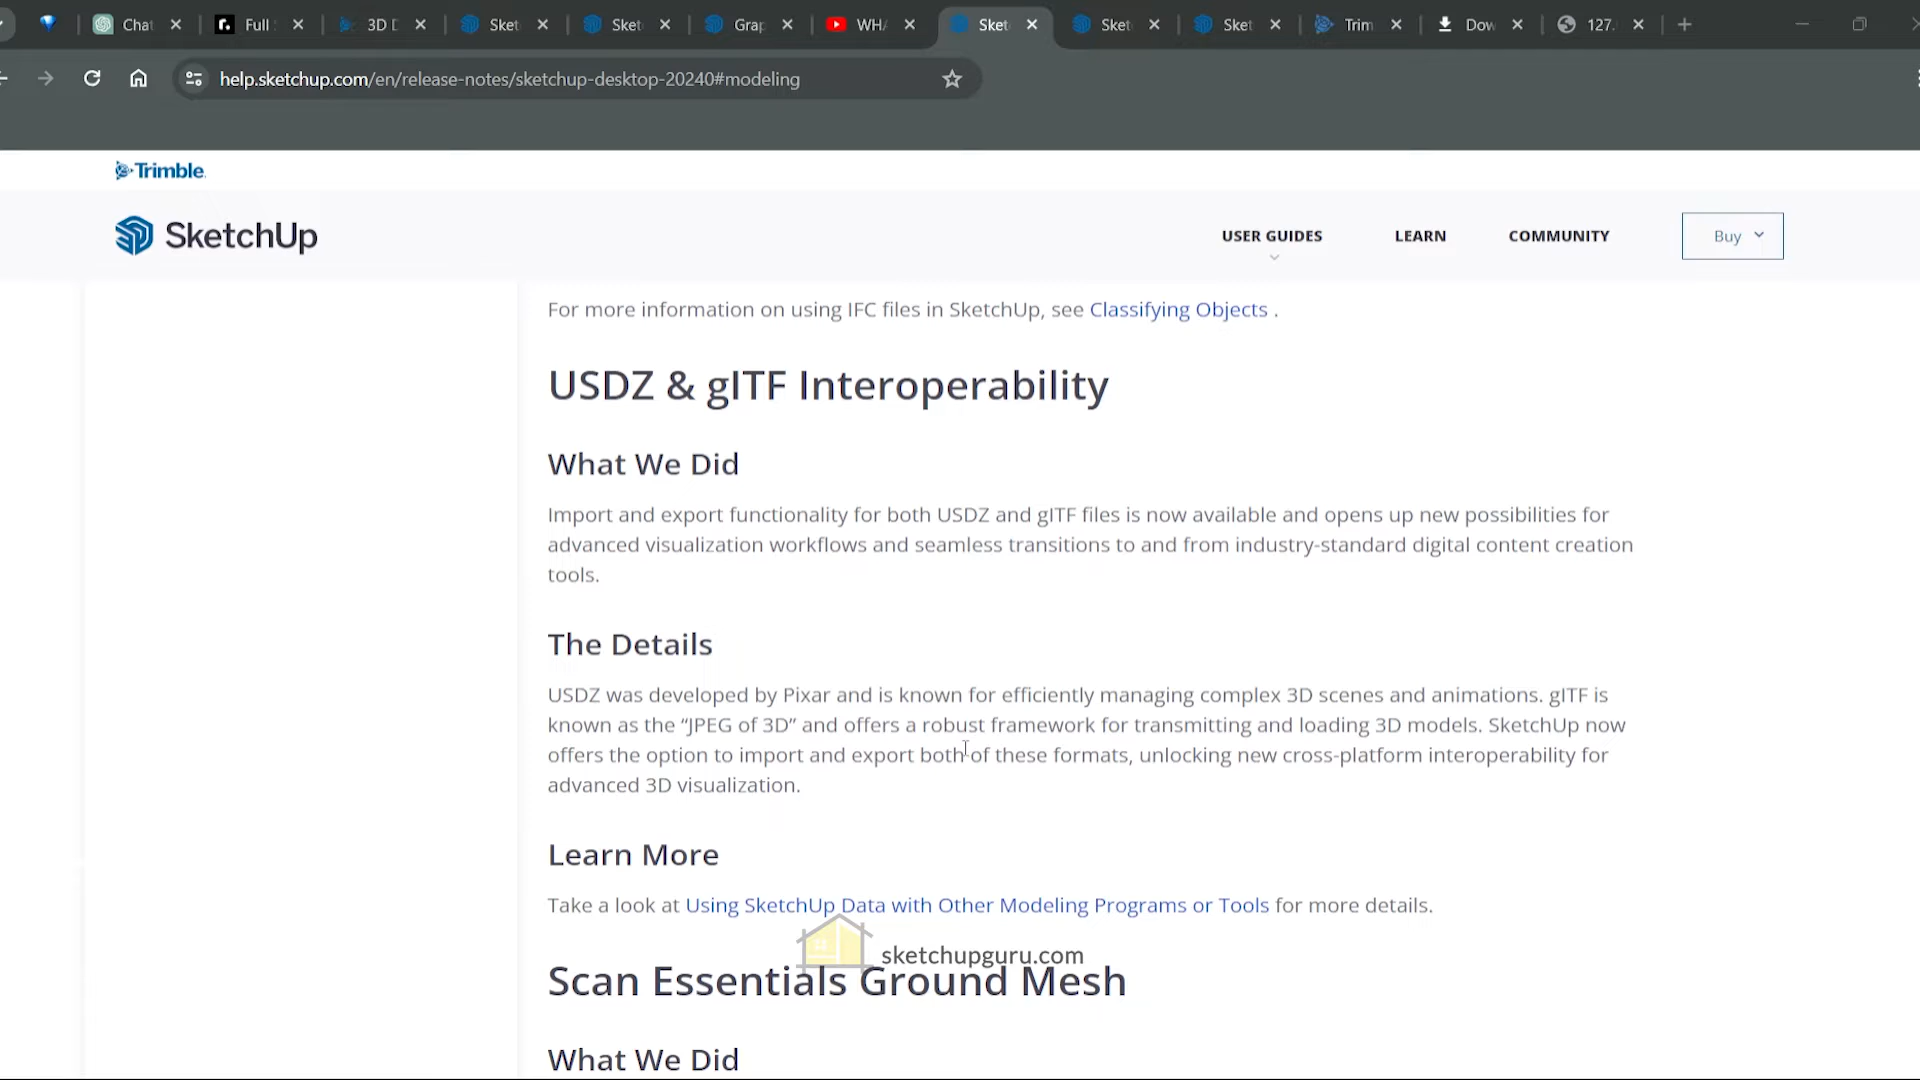 Chat
Full
3D D
Sket
Sket
Grap
WHA
Sket
Sket
Sket
Trim
Dow
127.
help.sketchup.com/en/release-notes/sketchup-desktop-20240#modeling
Trimble.
SketchUp
USER GUIDES
LEARN
COMMUNITY
Buy
For more information on using IFC files in SketchUp, see Classifying Objects .
USDZ & gITF Interoperability
What We Did
Import and export functionality for both USDZ and gITF files is now available and opens up new possibilities for
advanced visualization workflows and seamless transitions to and from industry-standard digital content creation
tools.
The Details
USDZ was developed by Pixar and is known for efficiently managing complex 3D scenes and animations. gITF is
known as the “JPEG of 3D” and offers a robust framework for transmitting and loading 3D models. SketchUp now
offers the option to import and export both of these formats, unlocking new cross-platform interoperability for
advanced 3D visualization.
Learn More
Take a look at Using SketchUp Data with Other Modeling Programs or Tools for more details.
sketchupguru.com
Scan Essentials Ground Mesh
What We Did